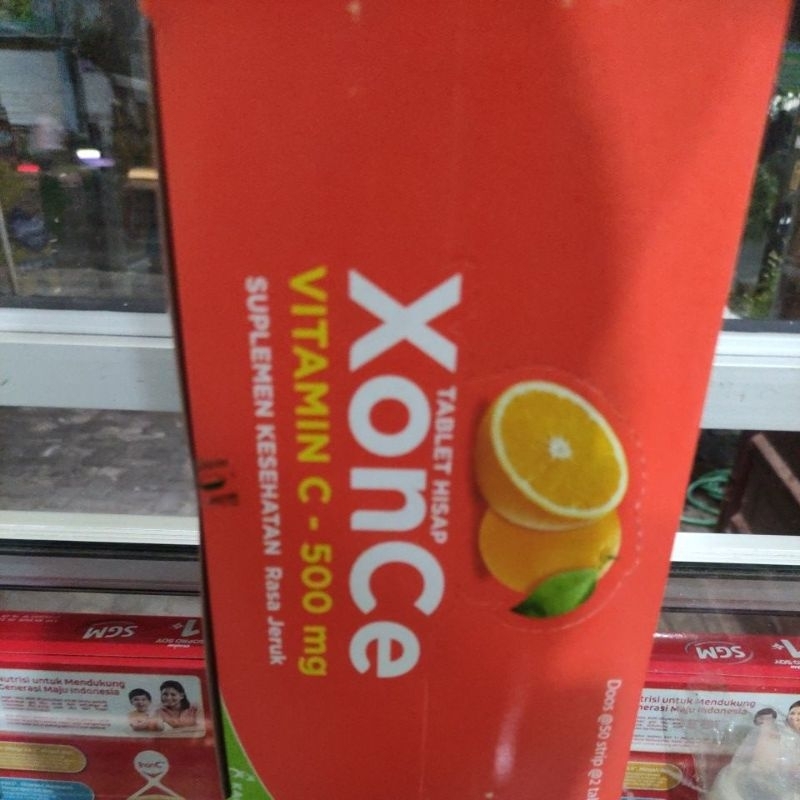 TABLET HISAP
XonCe
VITAMIN C - 500 mg
SUPLEMEN KESEHATAN Rasa Jeruk
Doos @50 strip @2
SGM
Nutrisi untuk Mendukung
Generasi Maju Indonesia
IronC
SGM
Nutrisi untuk Mendukung
Generasi Maju Indonesia